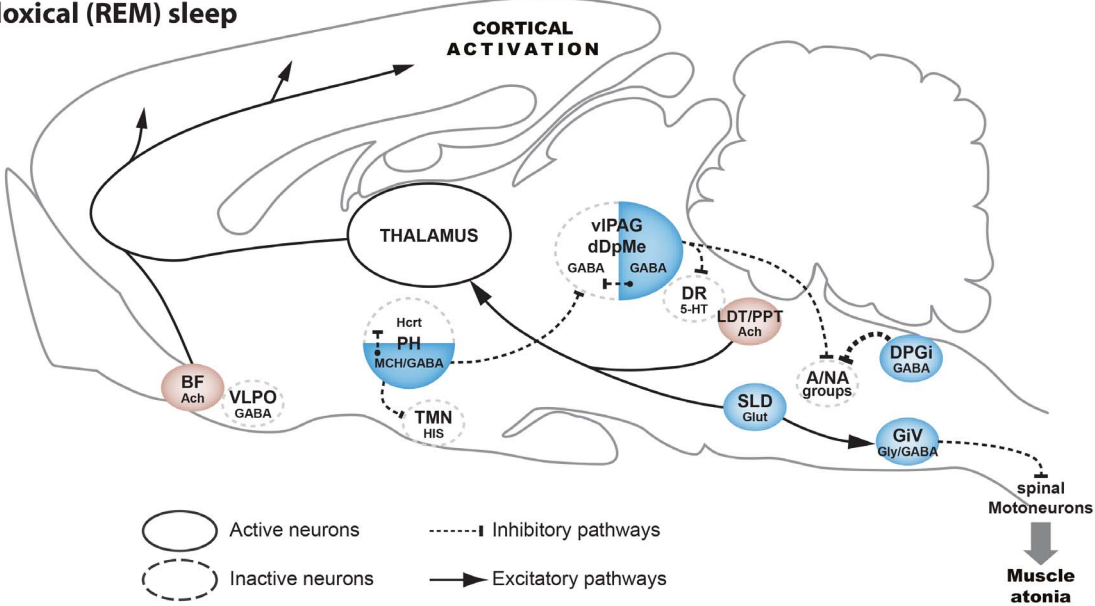 loxical (REM) sleep
CORTICAL
ACTIVATION
THALAMUS
vlPAG
dDpMe
GABA
GABA
DR
5-HT
LDT/PPT
Ach
Hcrt
PH
MCH/GABA
DPGi
GABA
A/NA
groups
BF
Ach
VLPO
GABA
TMN
HIS
SLD
Glut
GiV
Gly/GABA
spinal
Motoneurons
Muscle
atonia
Active neurons
Inhibitory pathways
Inactive neurons
Excitatory pathways